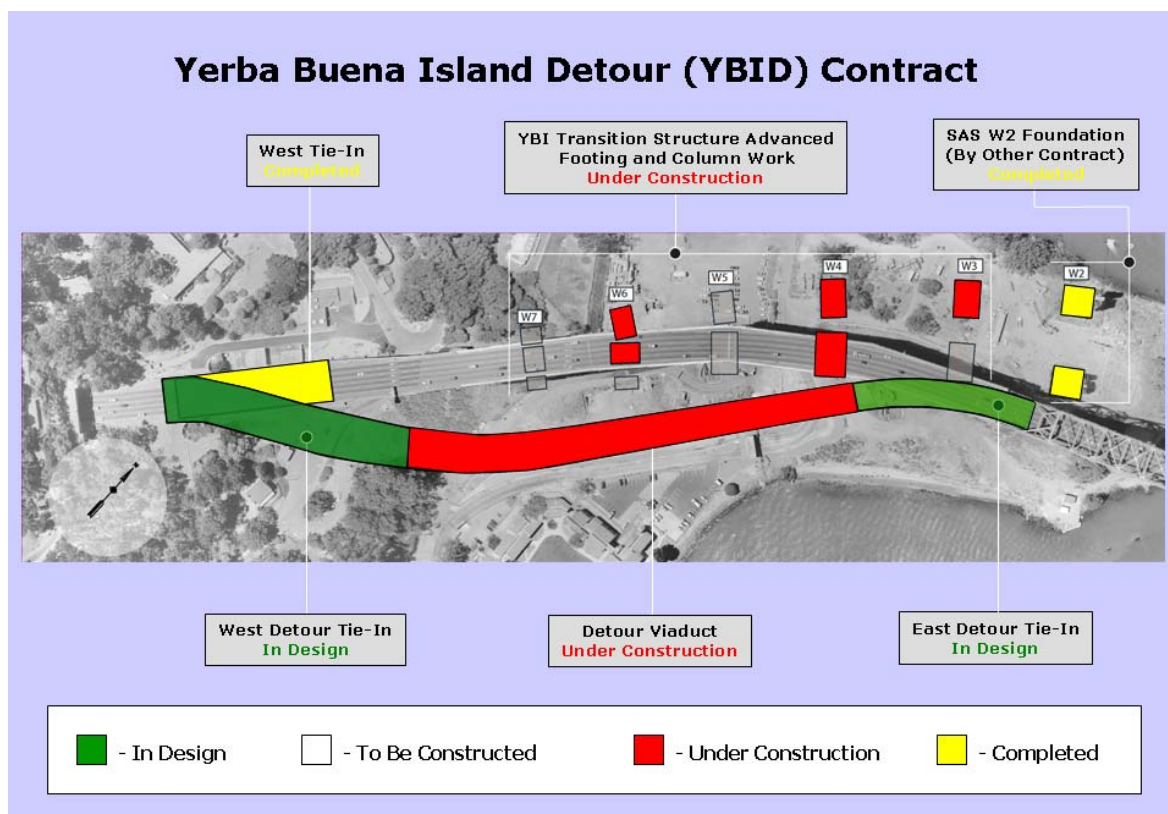 Yerba Buena Island Detour (YBID) Contract
West Tie-In
Completed
YBI Transition Structure Advanced
Footing and Column Work
Under Construction
SAS W2 Foundation
(By Other Contract)
Completed
W7
W6
W5
W4
W3
W2
West Detour Tie-In
In Design
Detour Viaduct
Under Construction
East Detour Tie-In
In Design
- In Design
- To Be Constructed
- Under Construction
- Completed